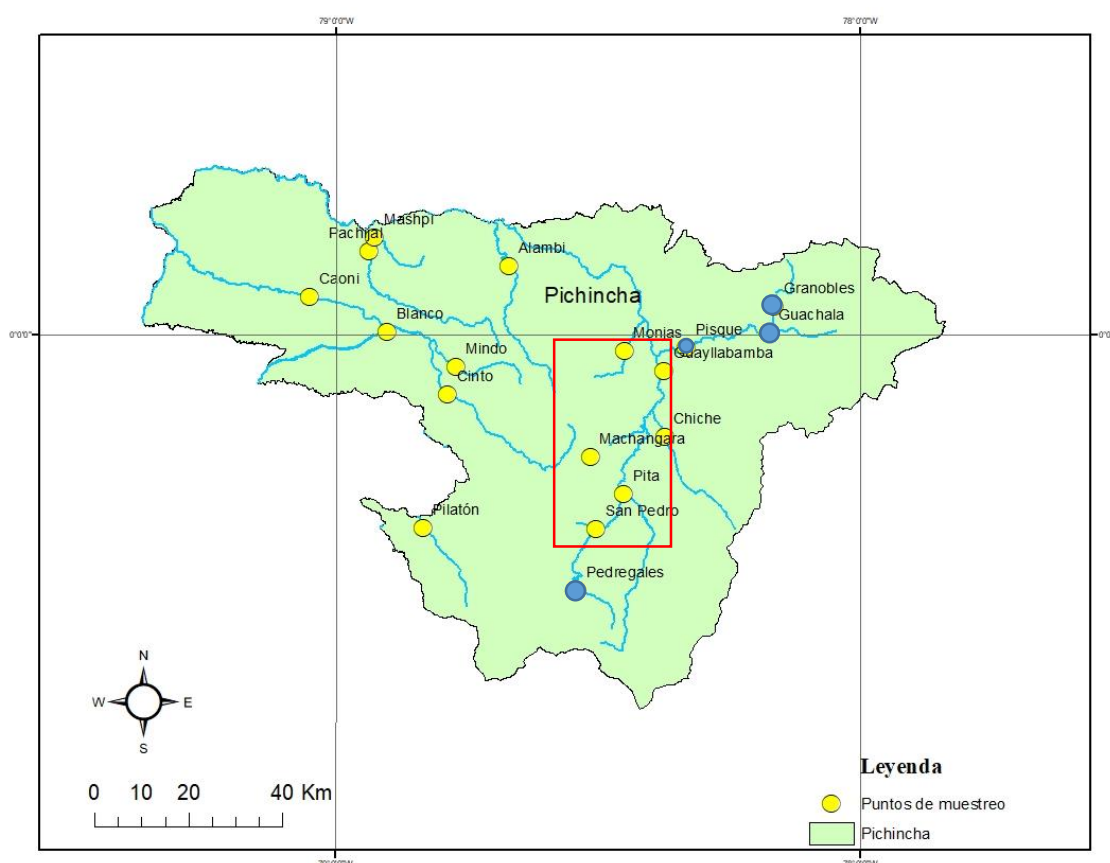 79°0'0"W
78°0'0"W
Mashpi
Pachijal
Alambi
Caoni
Pichincha
Granobles
Blanco
Guachala
0°0'0"
Monias
Pisque
Mindo
Guayllabamba
Cinto
Chiche
Machangara
Pita
Pilatón
San Pedro
Pedregales
N
W
E
S
0 10 20 40 Km
Leyenda
Puntos de muestreo
Pichincha